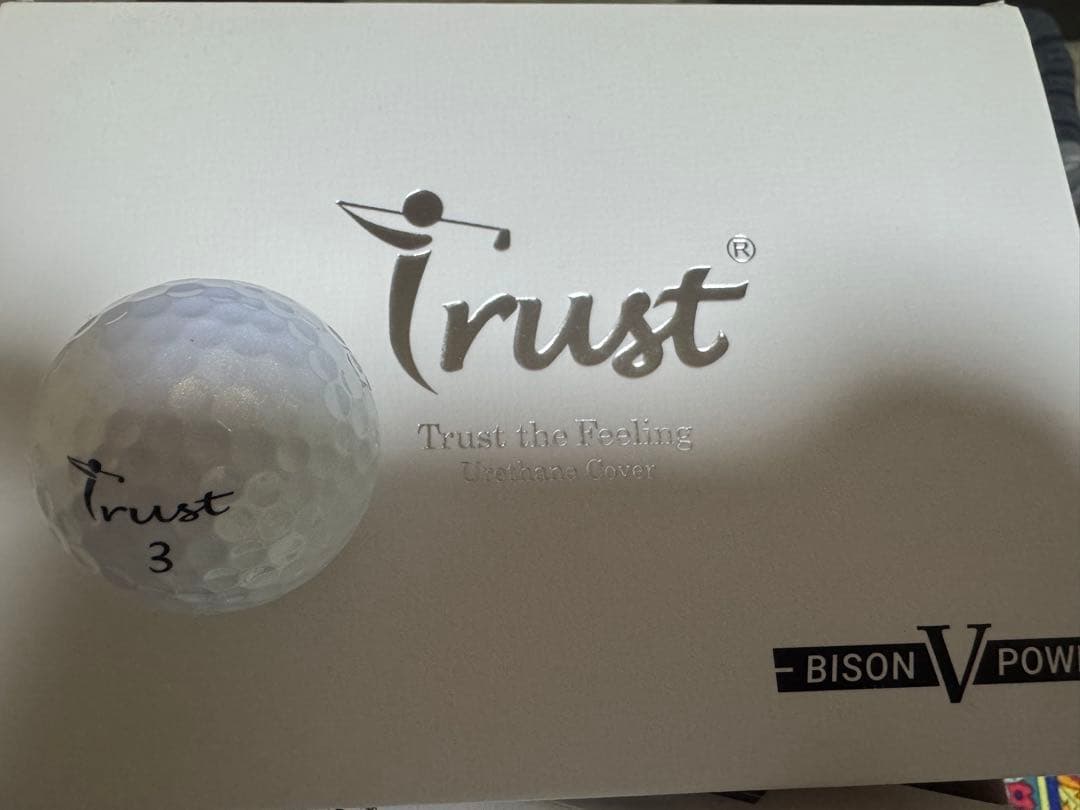 Trust®
Trust the Feeling
Urethane Cover
Trust
3
BISON V POW